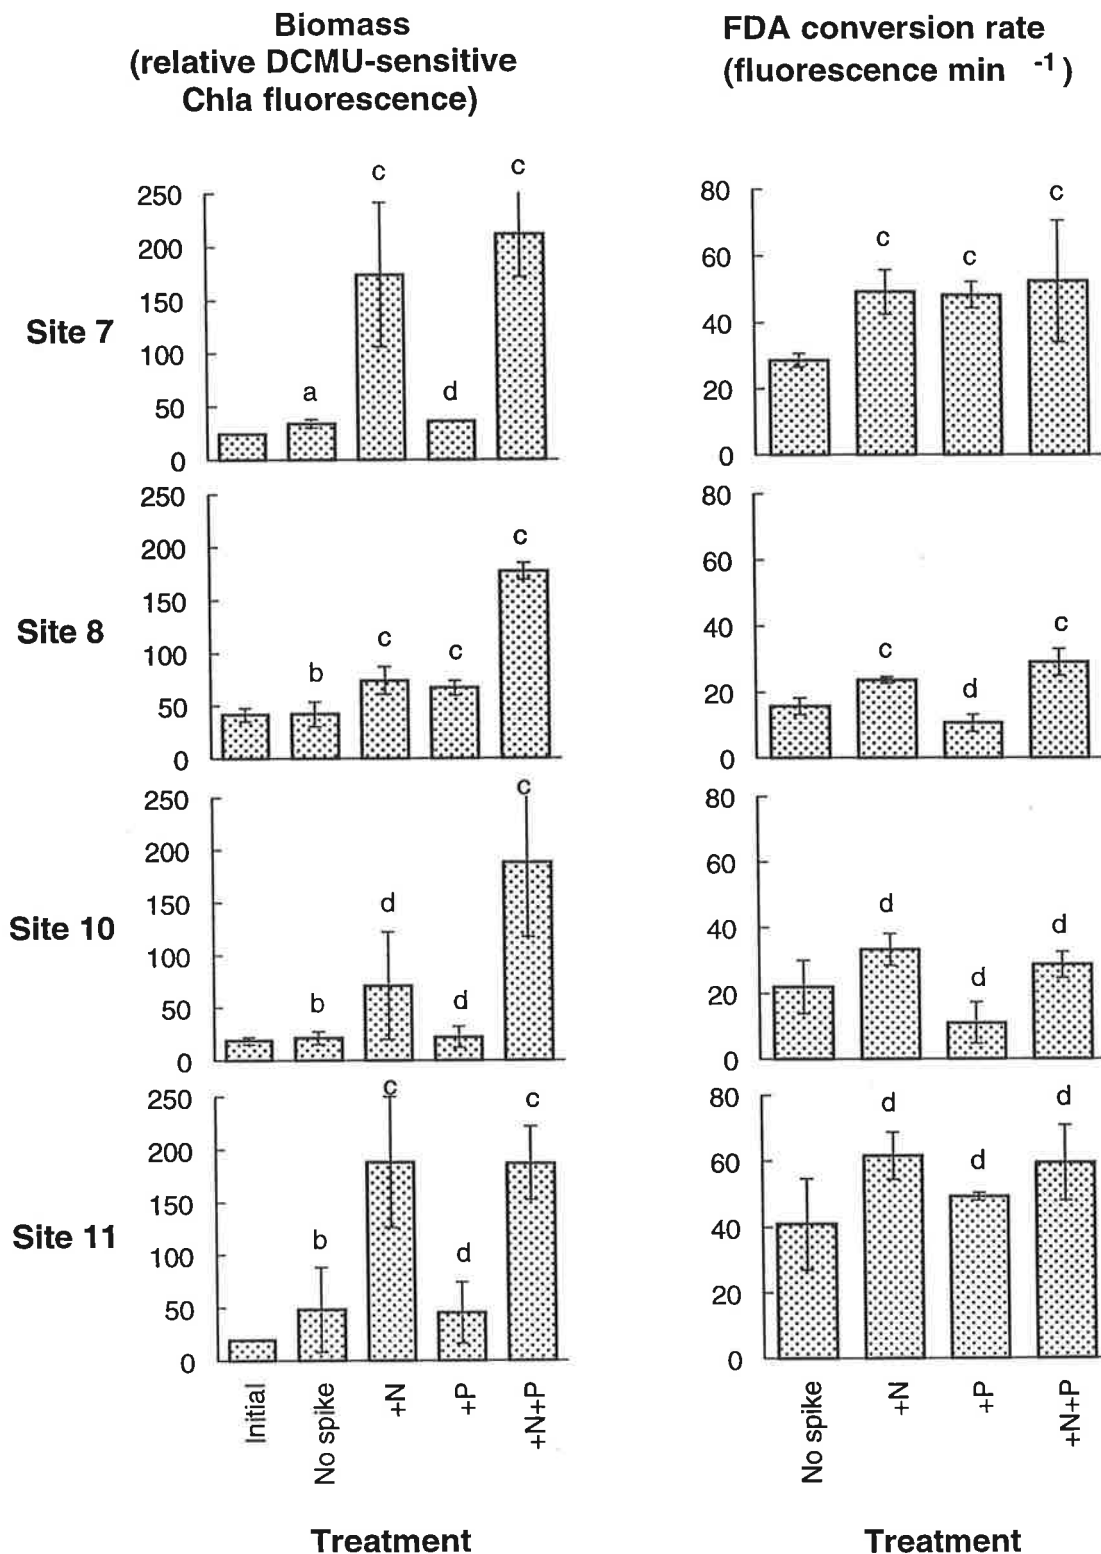 Biomass
(relative DCMU-sensitive
Chla fluorescence)
FDA conversion rate
(fluorescence min -1)
Site 7
250
200
150
100
50
0
a
c
d
c
80
60
40
20
0
c
c
c
Site 8
250
200
150
100
50
0
b
c
c
c
80
60
40
20
0
c
d
c
Site 10
250
200
150
100
50
0
b
d
d
c
80
60
40
20
0
d
d
d
Site 11
250
200
150
100
50
0
b
c
d
c
80
60
40
20
0
d
d
d
Initial
No spike
+N
+P
+N+P
No spike
+N
+P
+N+P
Treatment
Treatment